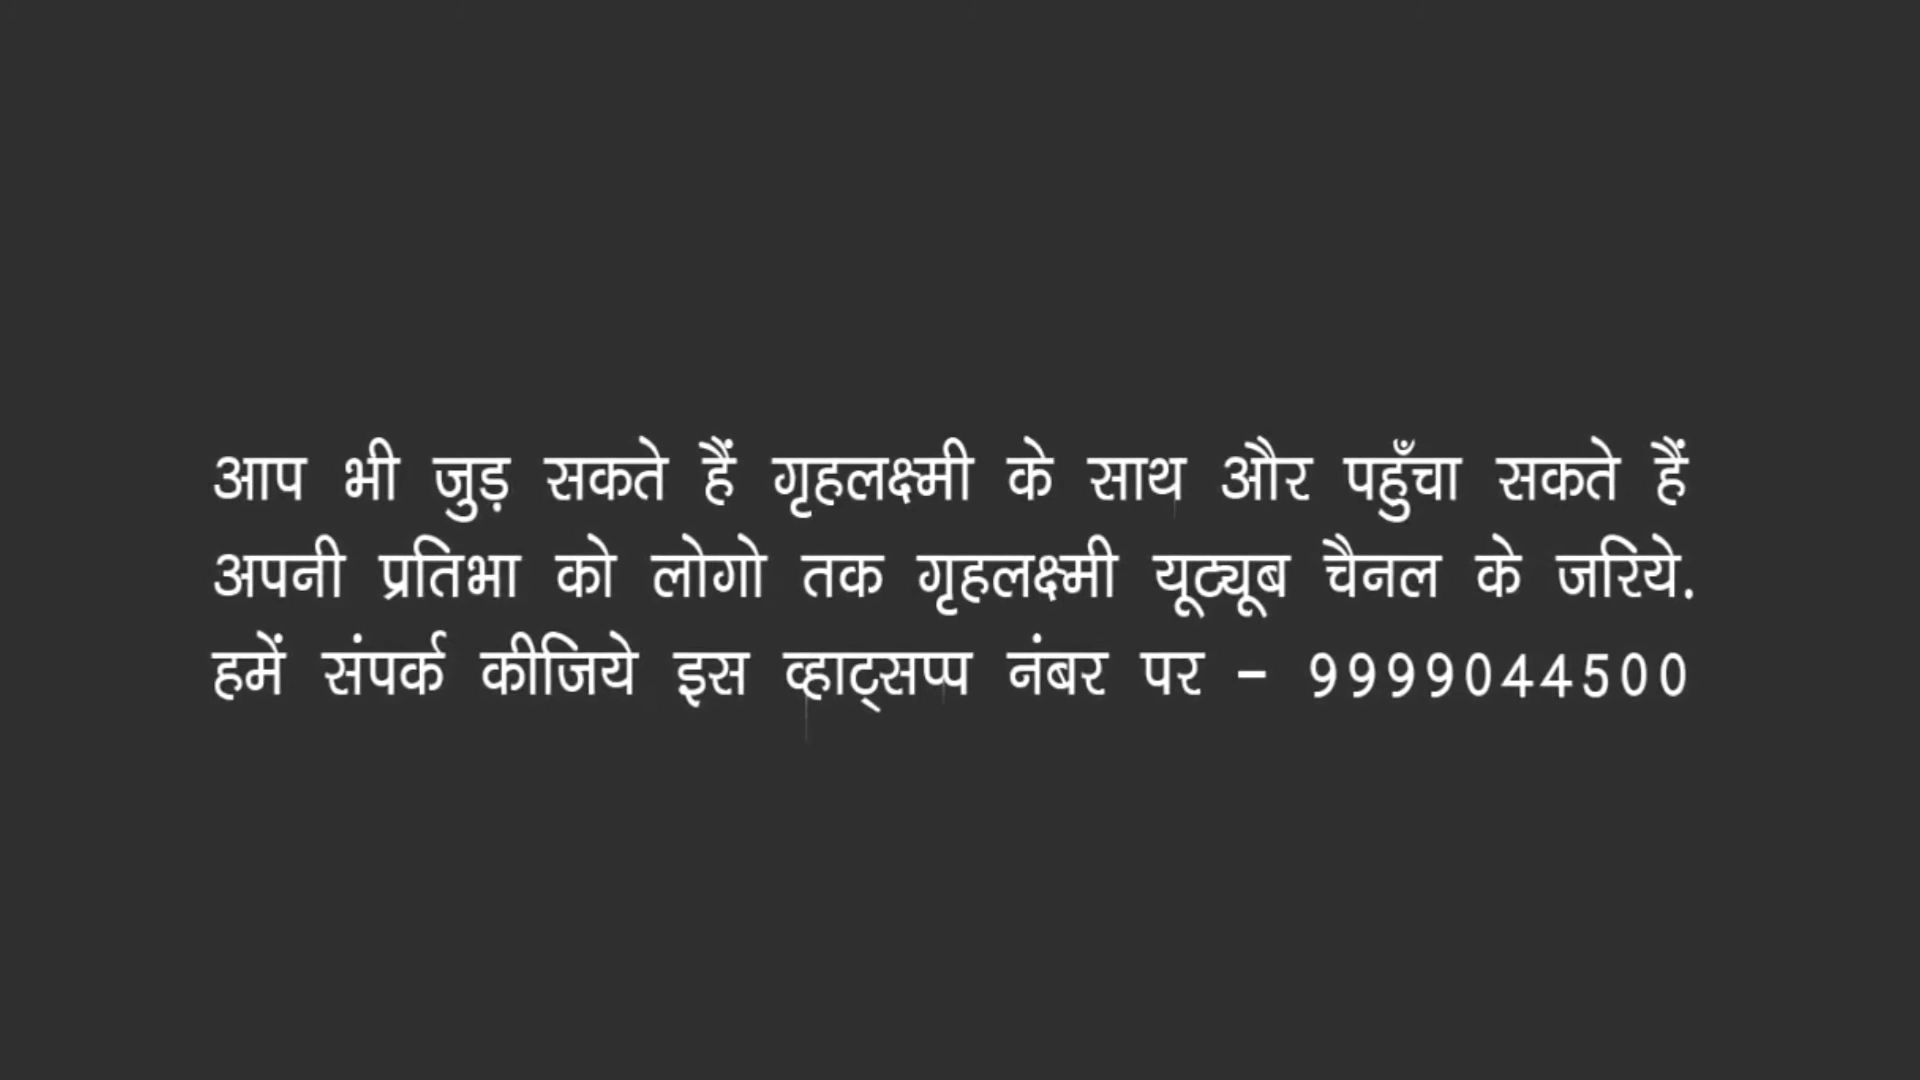 आप भी जुड़ सकते हैं गृहलक्ष्मी के साथ और पहुँचा सकते हैं
अपनी प्रतिभा को लोगो तक गृहलक्ष्मी यूट्यूब चैनल के जरिये.
हमें संपर्क कीजिये इस व्हाट्सप्प नंबर पर - 9999044500